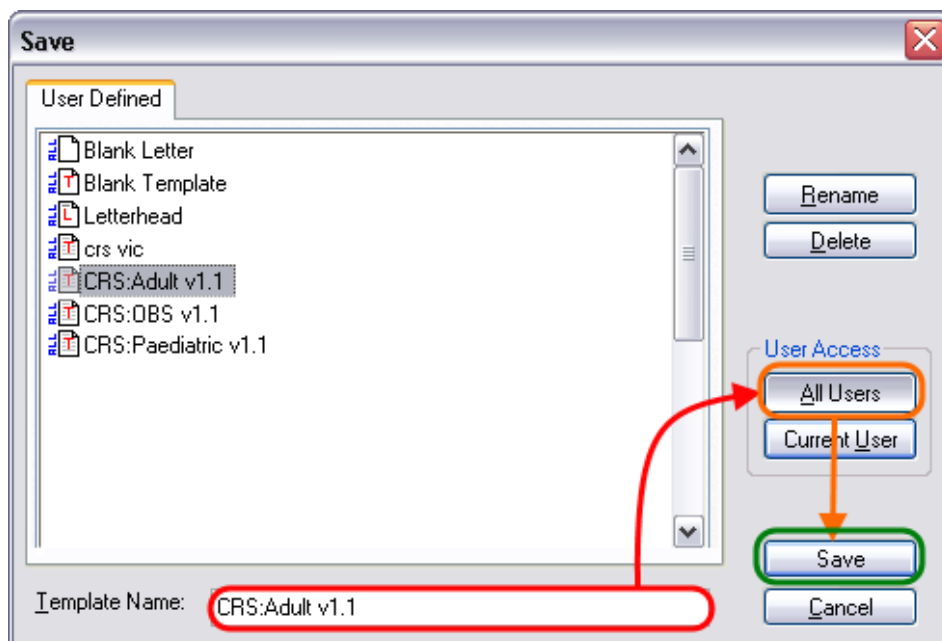 Save
User Defined
Blank Letter
Blank Template
Letterhead
crs vic
CRS:Adult v1.1
CRS:OBS v1.1
CRS:Paediatric v1.1
Rename
Delete
User Access
All Users
Current User
Save
Template Name: CRS:Adult v1.1
Cancel